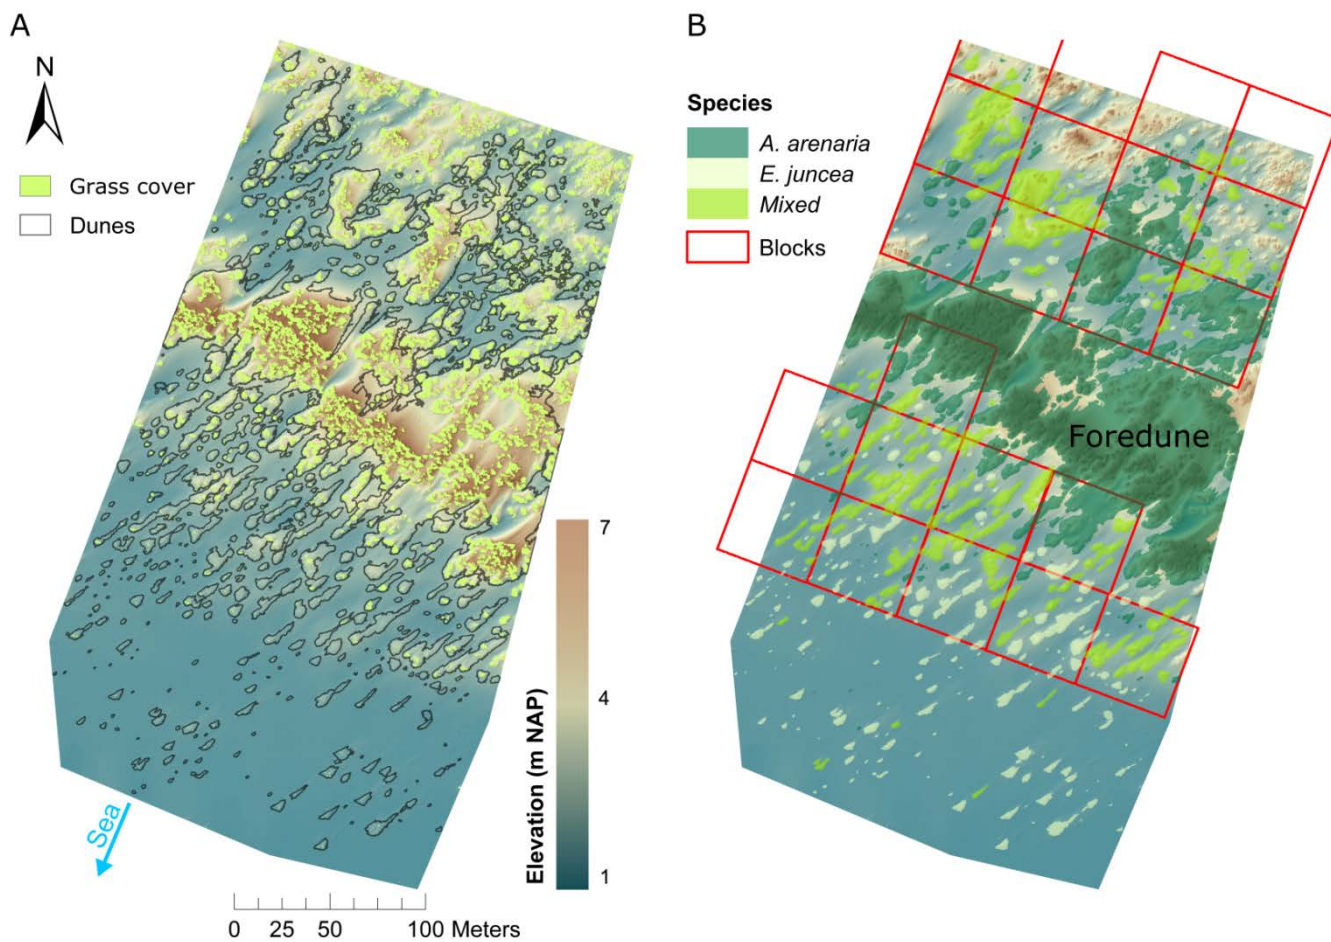 A
N
Grass cover
Dunes
Elevation (m NAP)
7
4
1
Sea
0 25 50 100 Meters
B
Species
A. arenaria
E. juncea
Mixed
Blocks
Foredune